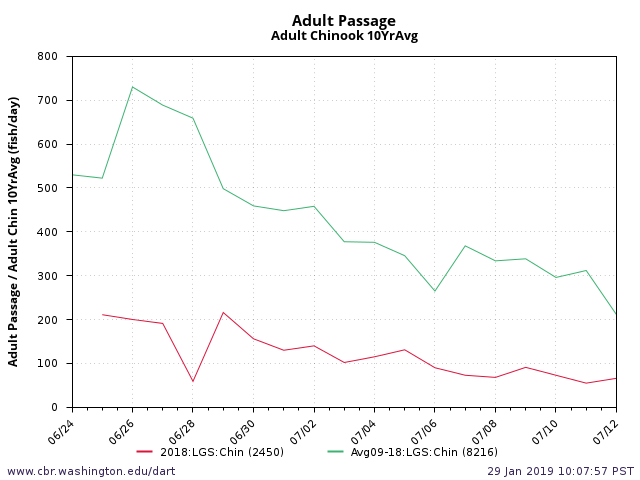 Adult Passage
Adult Chinook 10YrAvg
Adult Passage / Adult Chin 10YrAvg (fish/day)
800
700
600
500
400
300
200
100
0
06/24 06/26 06/28 06/30 07/02 07/04 07/06 07/08 07/10 07/12
2018:LGS:Chin (2450) Avg09-18:LGS:Chin (8216)
www.cbr.washington.edu/dart 29 Jan 2019 10:07:57 PST